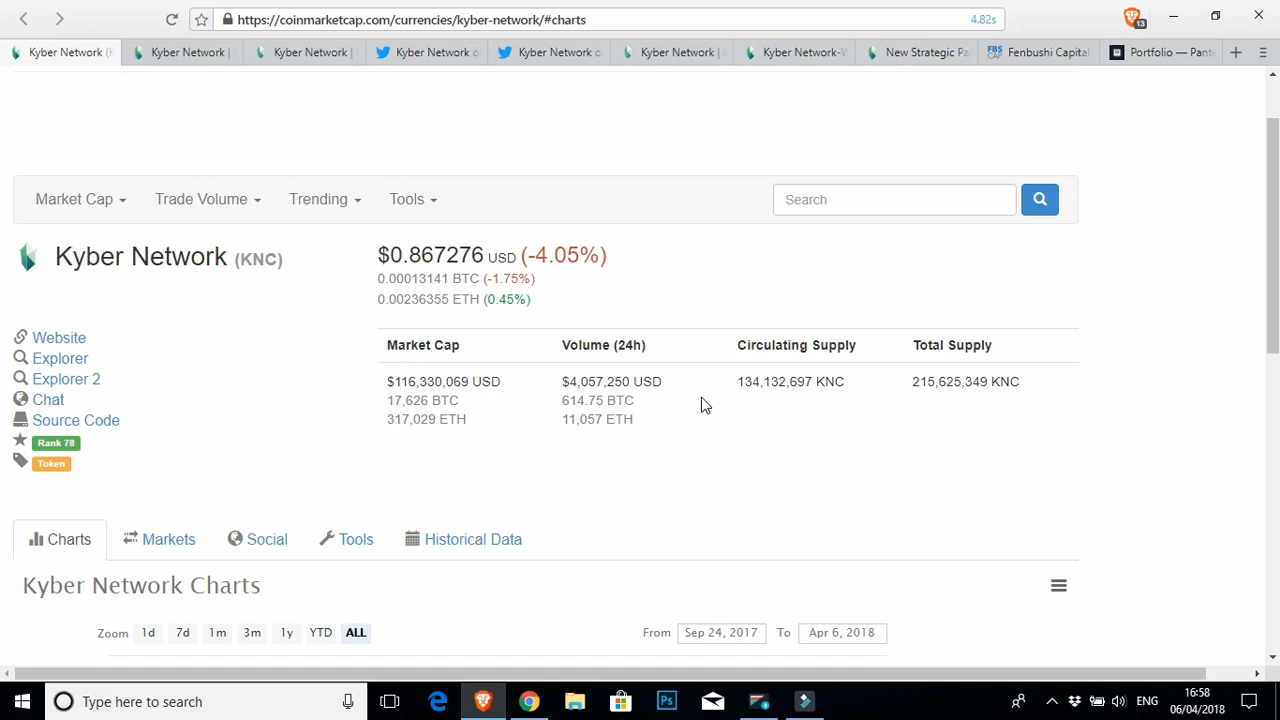 https://coinmarketcap.com/currencies/kyber-network/#charts
4.82s
13
Kyber Network (K
Kyber Network |
Kyber Network |
Network o
Network o
Kyber Network |
Kyber Network-
New Strategic Pa
FBS CAP
Fenbushi Capital
Portfolio — Pant
Market Cap
Trade Volume
Trending
Tools
Search
Kyber Network (KNC)
$0.867276 USD (-4.05%)
0.00013141 BTC (-1.75%)
0.00236355 ETH (0.45%)
Website
Explorer
Explorer 2
Chat
Source Code
Rank 78
Token
Market Cap Volume (24h) Circulating Supply Total Supply
$116,330,069 USD $4,057,250 USD 134,132,697 KNC 215,625,349 KNC
17,626 BTC 614.75 BTC
317,029 ETH 11,057 ETH
Charts Markets Social Tools Historical Data
Kyber Network Charts
Zoom 1d 7d 1m 3m 1y YTD ALL From Sep 24, 2017 To Apr 6, 2018
Type here to search
Ps
ENG
16:58
06/04/2018